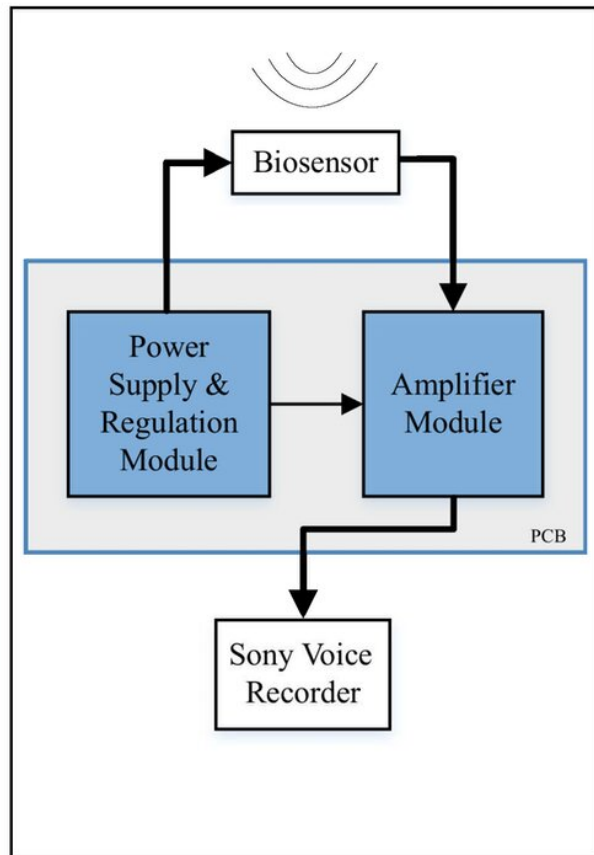 Biosensor
Power
Supply &
Regulation
Module
Amplifier
Module
PCB
Sony Voice
Recorder